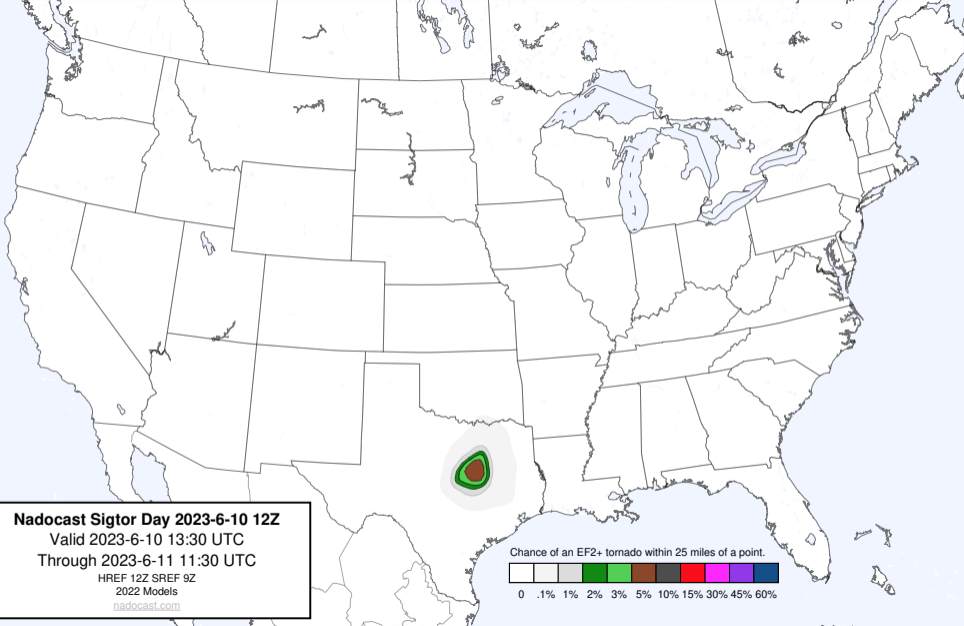 Nadocast Sigtor Day 2023-6-10 12Z
Valid 2023-6-10 13:30 UTC
Through 2023-6-11 11:30 UTC
HREF 12Z SREF 9Z
2022 Models
nadocast.com
Chance of an EF2+ tornado within 25 miles of a point.
0 .1% 1% 2% 3% 5% 10% 15% 30% 45% 60%